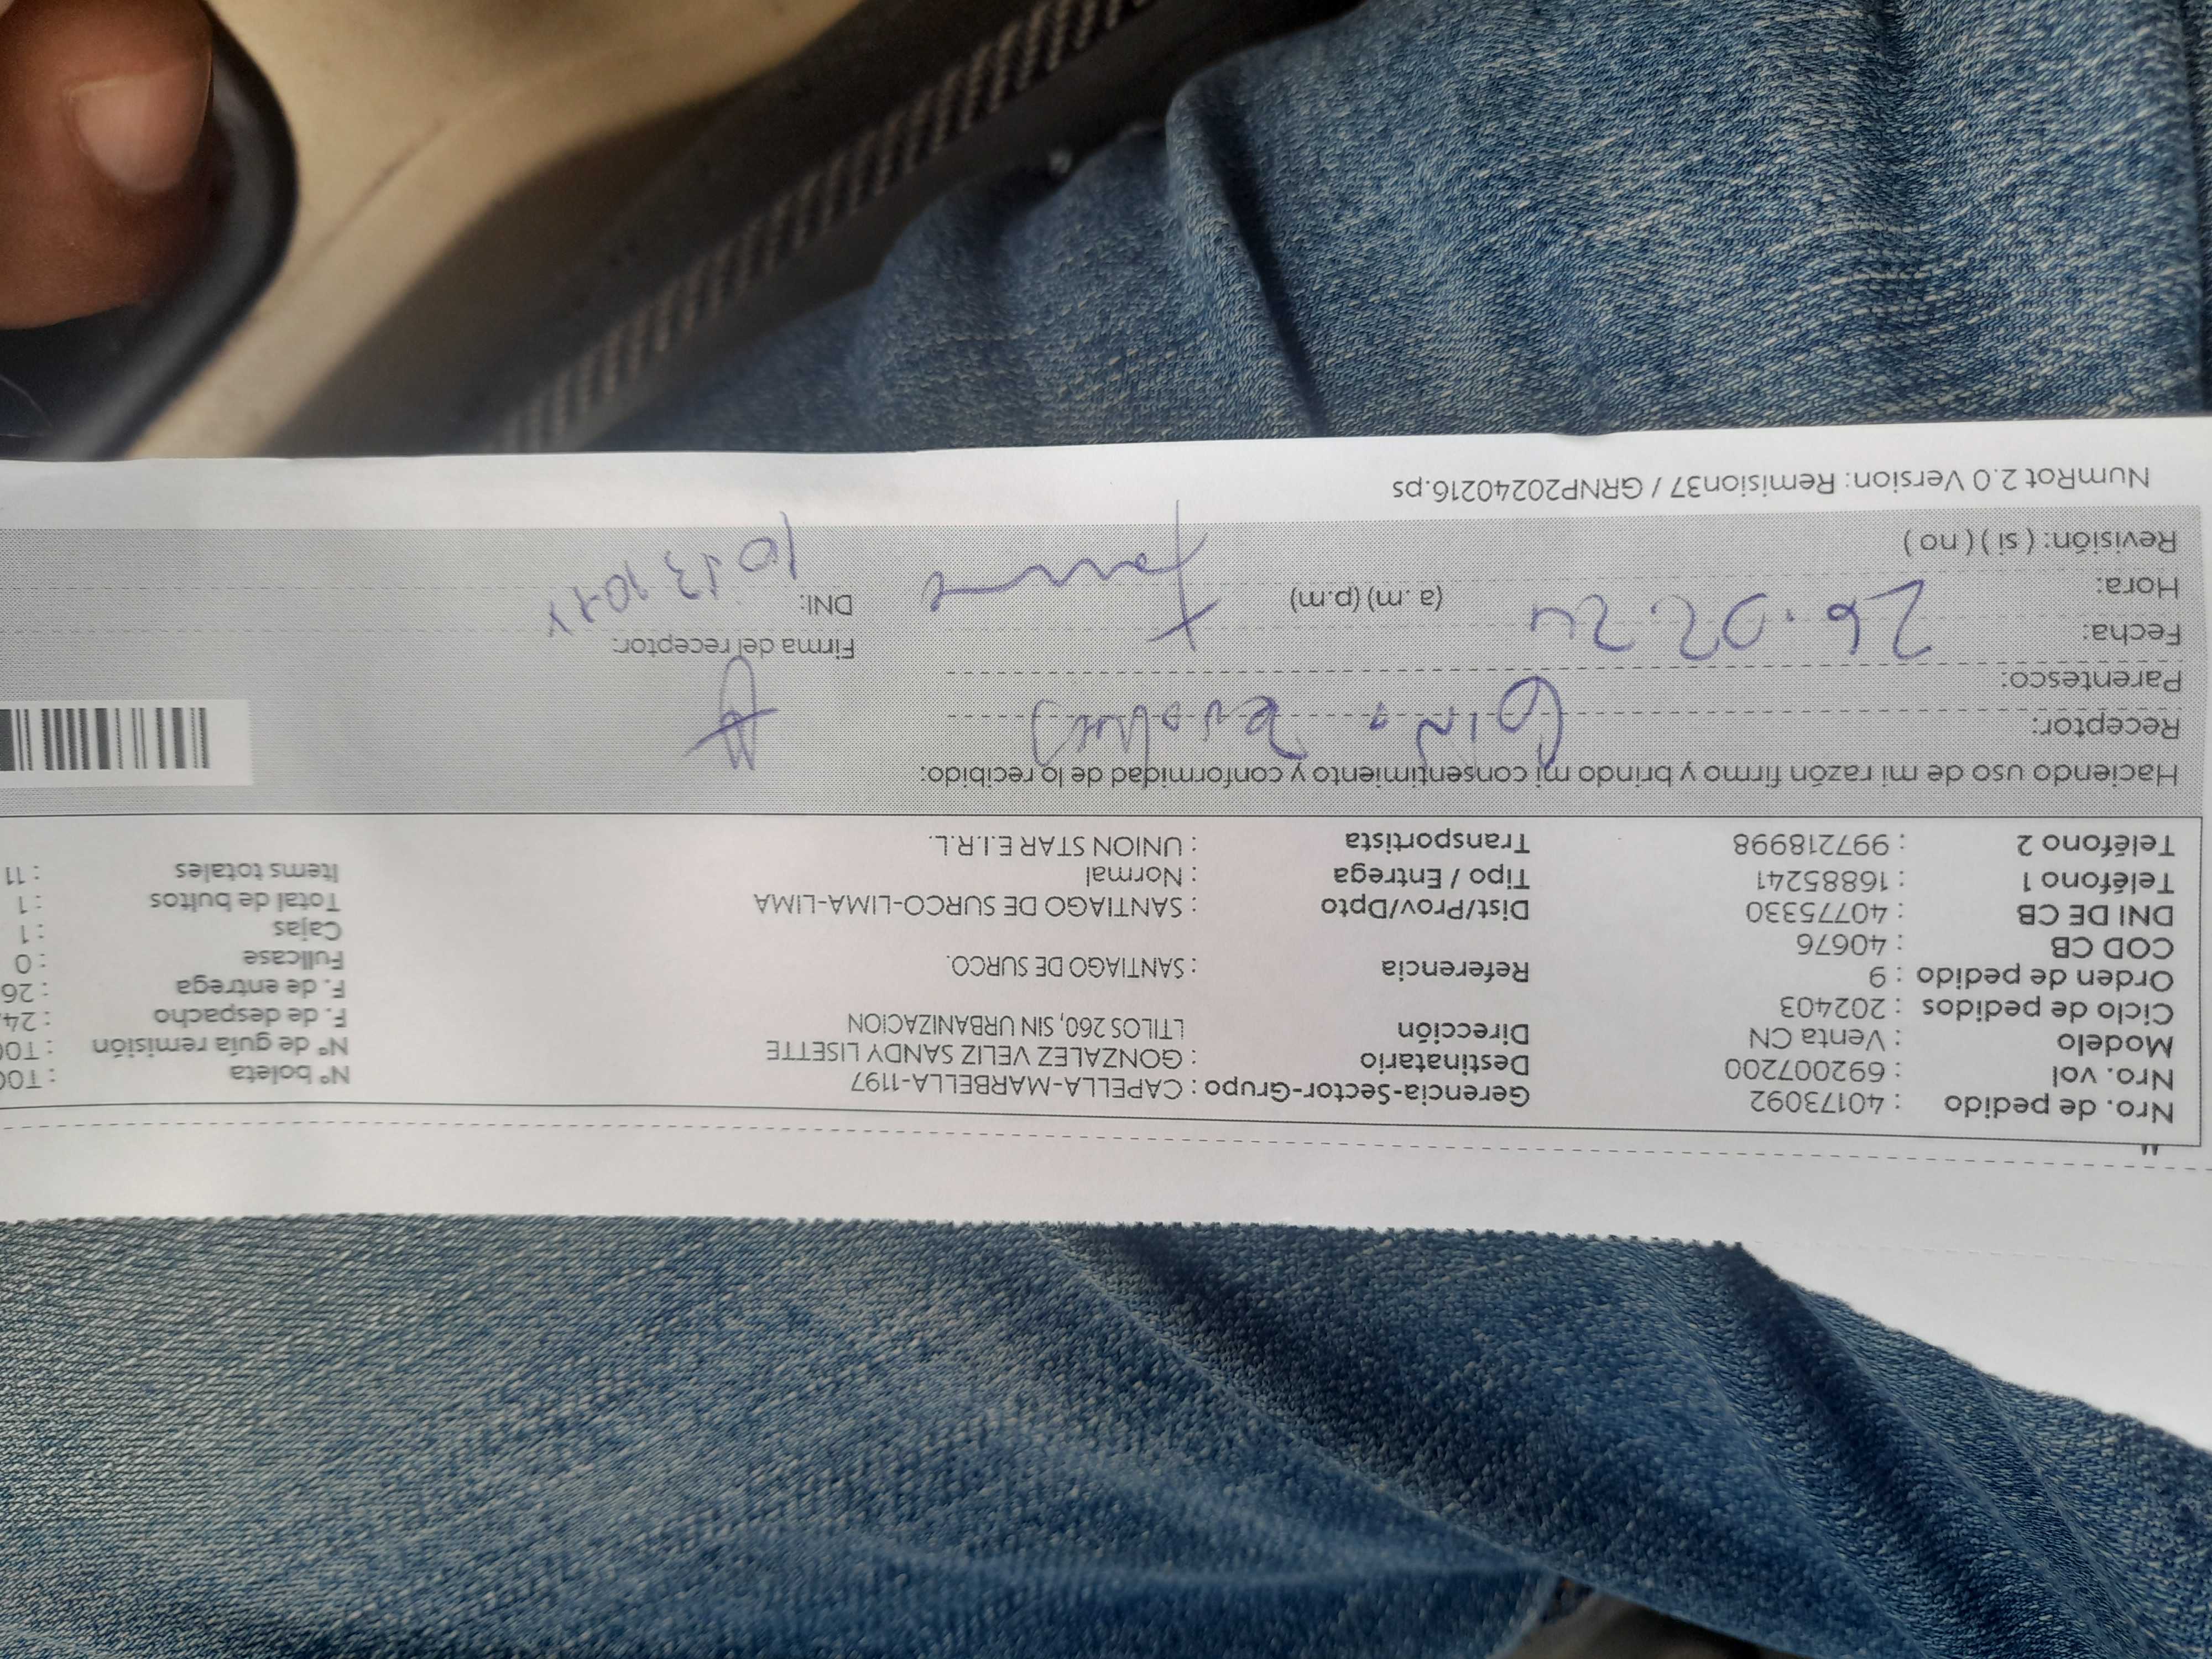 Nro. de pedido : 40173092 Gerencia-Sector-Grupo : CAPELLA-MARBELLA-1197 Nº boleta : T00
Nro. vol : 692007200 Destinatario : GONZALEZ VELIZ SANDY LISETTE Nº de guía remisión : T00
Modelo : Venta CN Dirección LTILOS 260, SIN URBANIZACION F. de despacho : 24
Ciclo de pedidos : 202403 F. de entrega : 26
Orden de pedido : 9 Referencia : SANTIAGO DE SURCO. Fullcase : 0
COD CB : 40676 Cajas : 1
DNI DE CB : 40775330 Dist/Prov/Dpto : SANTIAGO DE SURCO-LIMA-LIMA Total de bultos : 1
Teléfono 1 : 16885241 Tipo / Entrega : Normal Items totales : 11
Teléfono 2 : 997218998 Transportista : UNION STAR E.I.R.L.
Haciendo uso de mi razón firmo y brindo mi consentimiento y conformidad de lo recibido:
Receptor:
Parentesco:
Fecha: 26.02.24 Firma del receptor:
Hora: (a.m) (p.m) DNI:
Revisión: ( si ) ( no )
NumRot 2.0 Version: Remision37 / GRNP20240216.ps